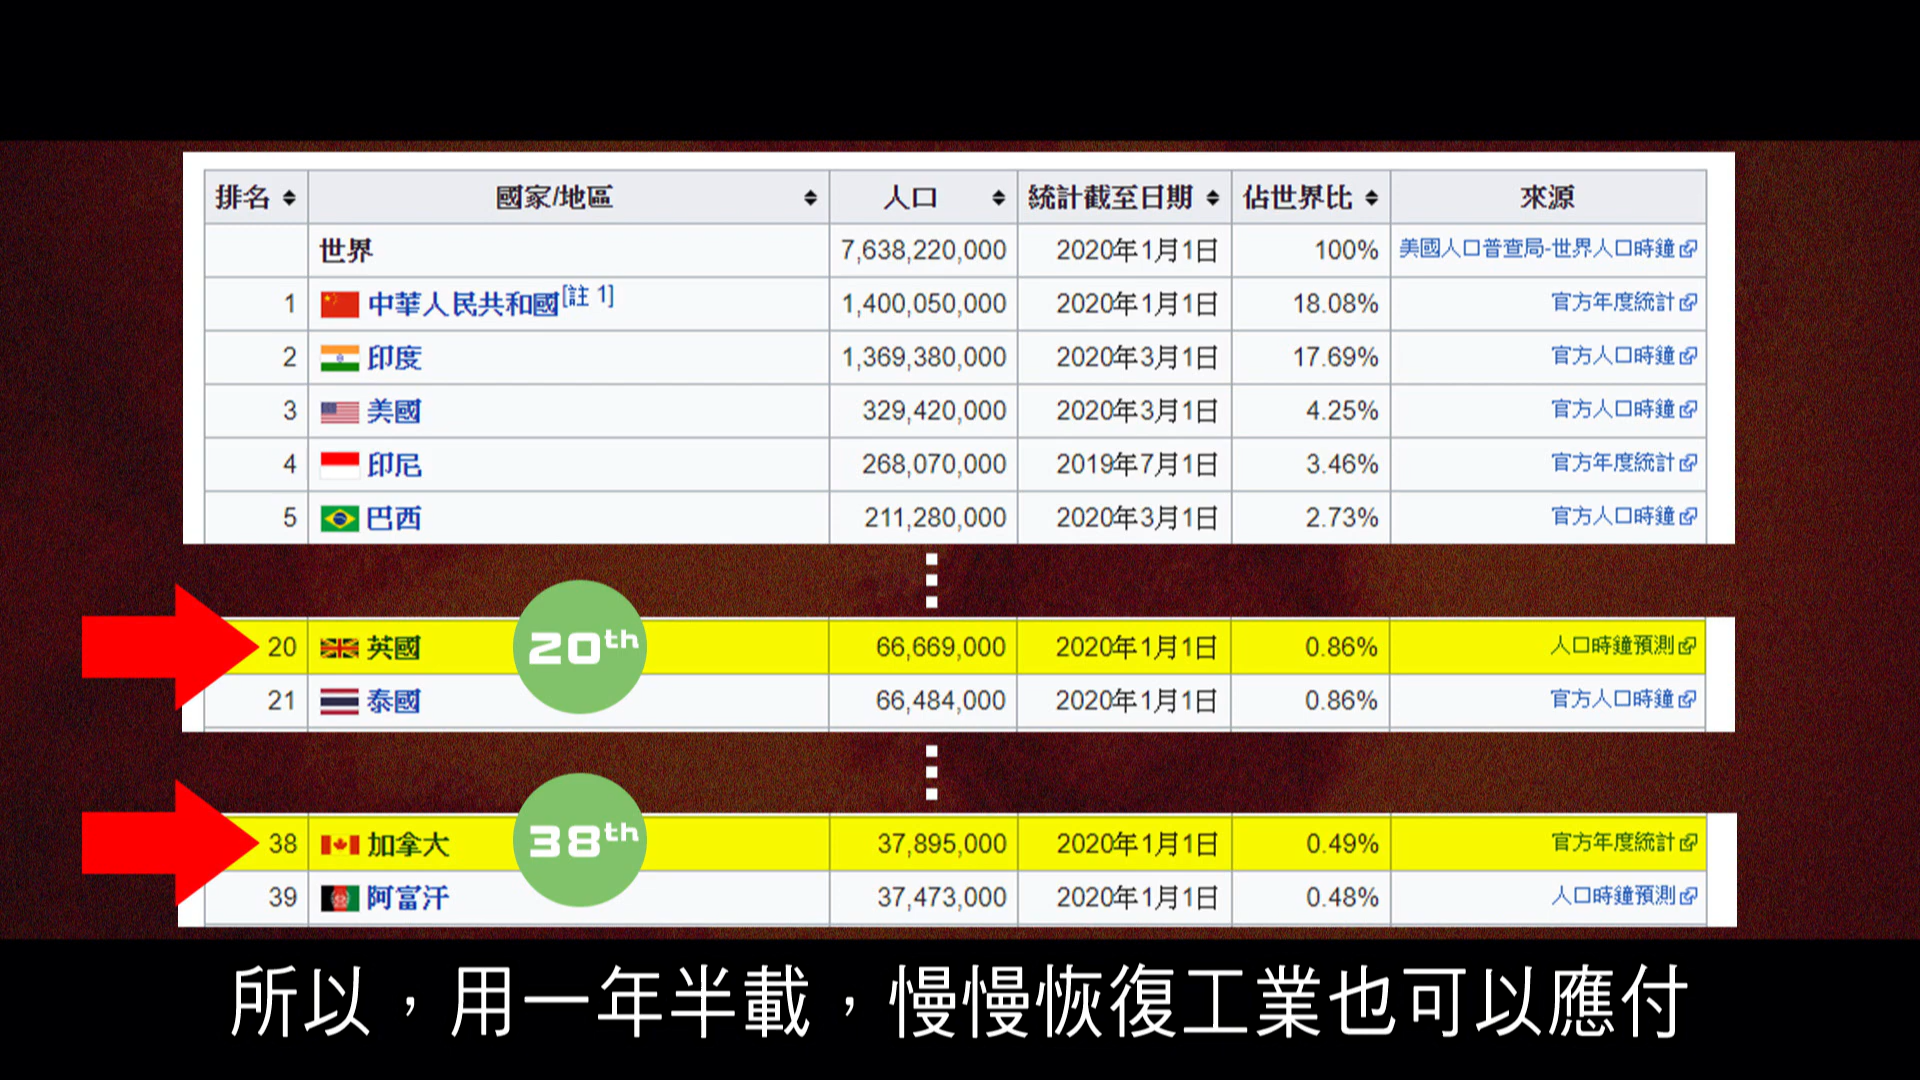 排名 國家/地區 人口 統計截至日期 佔世界比 來源
世界 7,638,220,000 2020年1月1日 100% 美國人口普查局-世界人口時鐘
1 中華人民共和國[註 1] 1,400,050,000 2020年1月1日 18.08% 官方年度統計
2 印度 1,369,380,000 2020年3月1日 17.69% 官方人口時鐘
3 美國 329,420,000 2020年3月1日 4.25% 官方人口時鐘
4 印尼 268,070,000 2019年7月1日 3.46% 官方年度統計
5 巴西 211,280,000 2020年3月1日 2.73% 官方人口時鐘
20 英國 20th 66,669,000 2020年1月1日 0.86% 人口時鐘預測
21 泰國 66,484,000 2020年1月1日 0.86% 官方人口時鐘
38 加拿大 38th 37,895,000 2020年1月1日 0.49% 官方年度統計
39 阿富汗 37,473,000 2020年1月1日 0.48% 人口時鐘預測
所以，用一年半載，慢慢恢復工業也可以應付